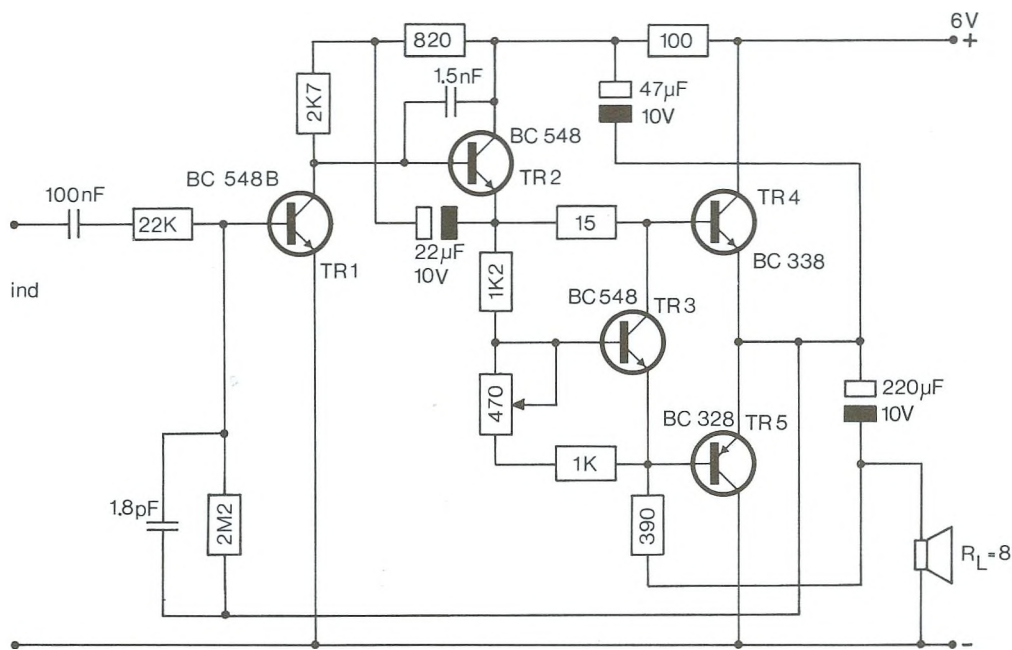 6V
+
820
100
1.5nF
47µF
10V
2K7
BC 548
TR2
BC 548B
100nF
22K
TR1
ind
22µF
10V
15
TR4
BC 338
1K2
BC 548
TR3
470
220µF
10V
BC 328
TR5
1K
390
1.8pF
2M2
RL=8
-